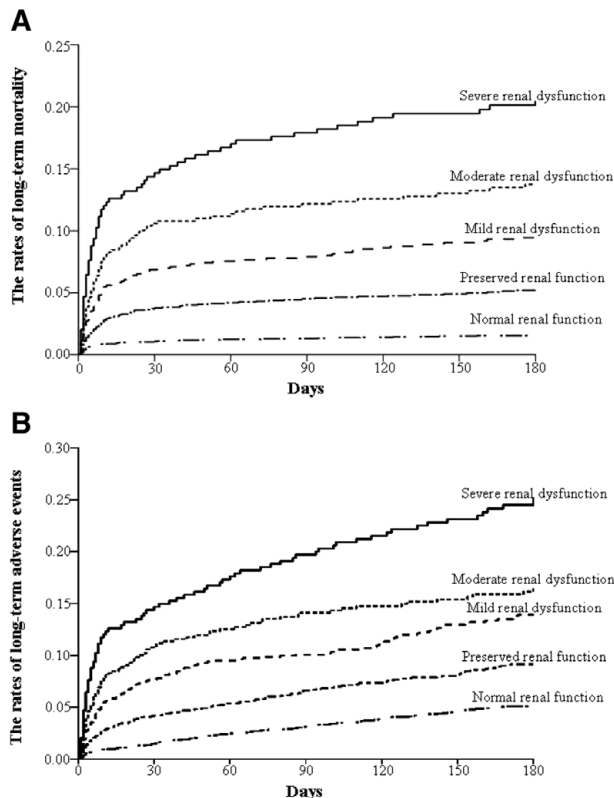 A
The rates of long-term mortality
0.25
0.20
0.15
0.10
0.05
0.00
Severe renal dysfunction
Moderate renal dysfunction
Mild renal dysfunction
Preserved renal function
Normal renal function
0 30 60 90 120 150 180
Days
B
The rates of long-term adverse events
0.30
0.25
0.20
0.15
0.10
0.05
0.00
Severe renal dysfunction
Moderate renal dysfunction
Mild renal dysfunction
Preserved renal function
Normal renal function
0 30 60 90 120 150 180
Days